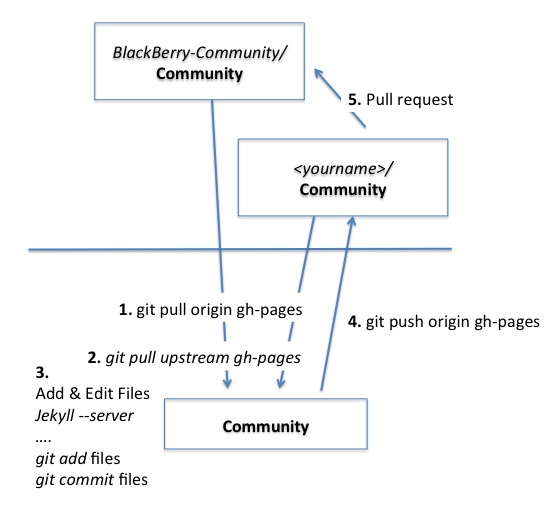 BlackBerry-Community/
Community
5. Pull request
<yourname>/
Community
1. git pull origin gh-pages
4. git push origin gh-pages
2. git pull upstream gh-pages
3.
Add & Edit Files
Jekyll --server
....
git add files
git commit files
Community